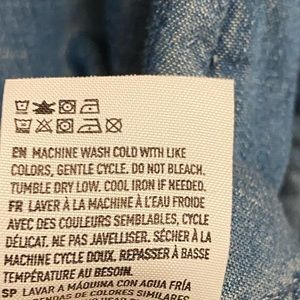 EN MACHINE WASH COLD WITH LIKE
COLORS, GENTLE CYCLE. DO NOT BLEACH.
TUMBLE DRY LOW. COOL IRON IF NEEDED.
FR LAVER À LA MACHINE À L'EAU FROIDE
AVEC DES COULEURS SEMBLABLES, CYCLE
DÉLICAT. NE PAS JAVELLISER. SÉCHER À LA
MACHINE CYCLE DOUX. REPASSER À BASSE
TEMPÉRATURE AU BESOIN.
SP LAVAR A MÁQUINA CON AGUA FRÍA
PRENDAS DE COLORES SIMILARES